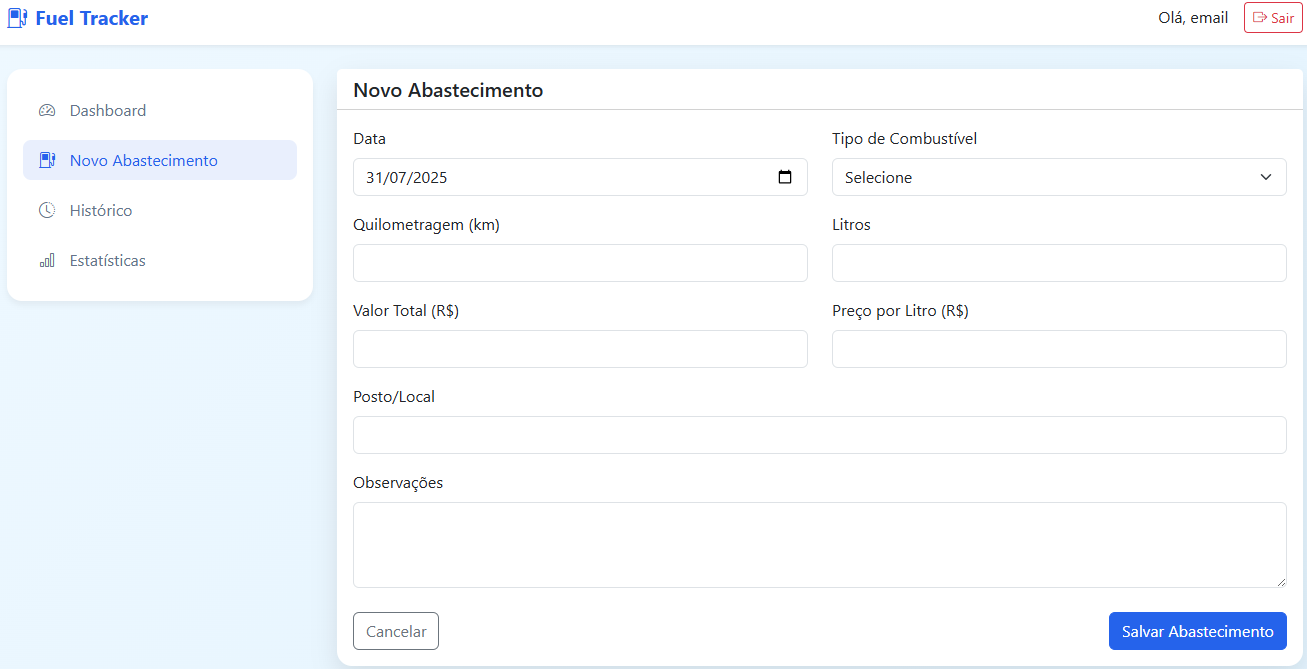 Fuel Tracker
Olá, email
Sair
Dashboard
Novo Abastecimento
Histórico
Estatísticas
Novo Abastecimento
Data
Tipo de Combustível
31/07/2025
Selecione
Quilometragem (km)
Litros
Valor Total (R$)
Preço por Litro (R$)
Posto/Local
Observações
Cancelar
Salvar Abastecimento